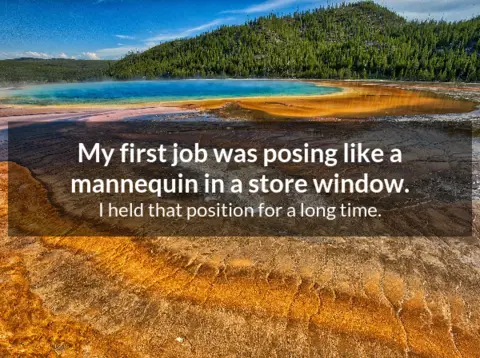 My first job was posing like a
mannequin in a store window.
I held that position for a long time.